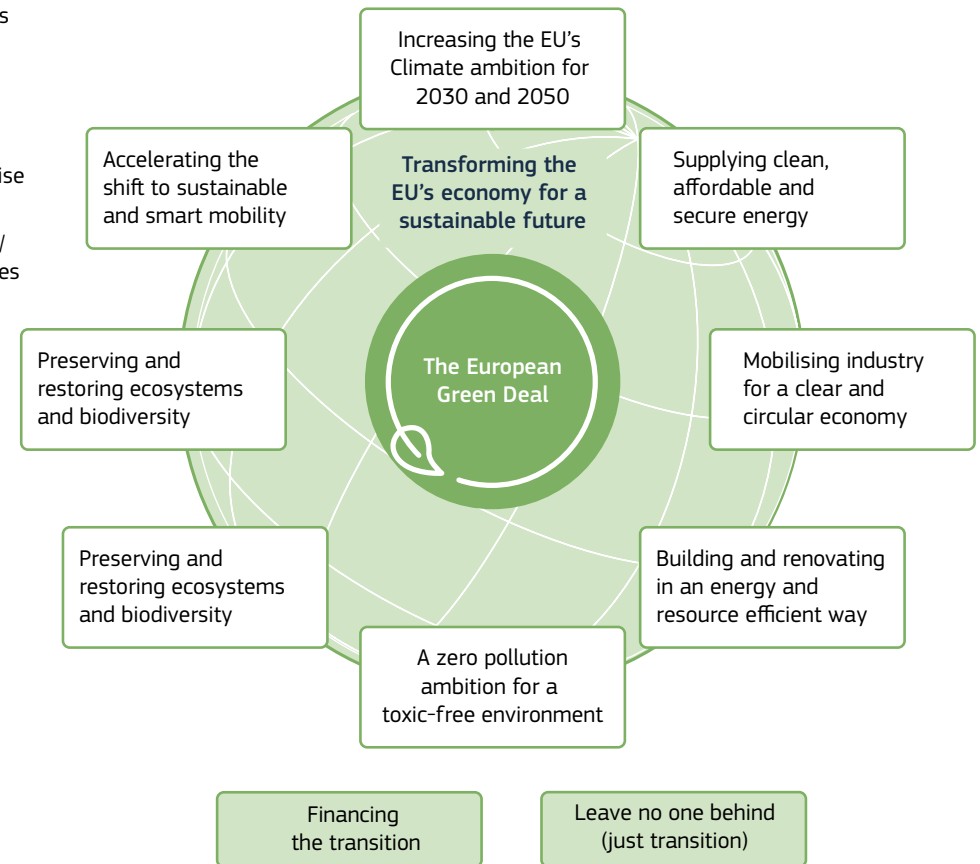 s
ise
/
es
Increasing the EU's
Climate ambition for
2030 and 2050
Accelerating the
shift to sustainable
and smart mobility
Transforming the
EU's economy for a
sustainable future
Supplying clean,
affordable and
secure energy
The European
Green Deal
Preserving and
restoring ecosystems
and biodiversity
Mobilising industry
for a clear and
circular economy
Preserving and
restoring ecosystems
and biodiversity
Building and renovating
in an energy and
resource efficient way
A zero pollution
ambition for a
toxic-free environment
Financing
the transition
Leave no one behind
(just transition)